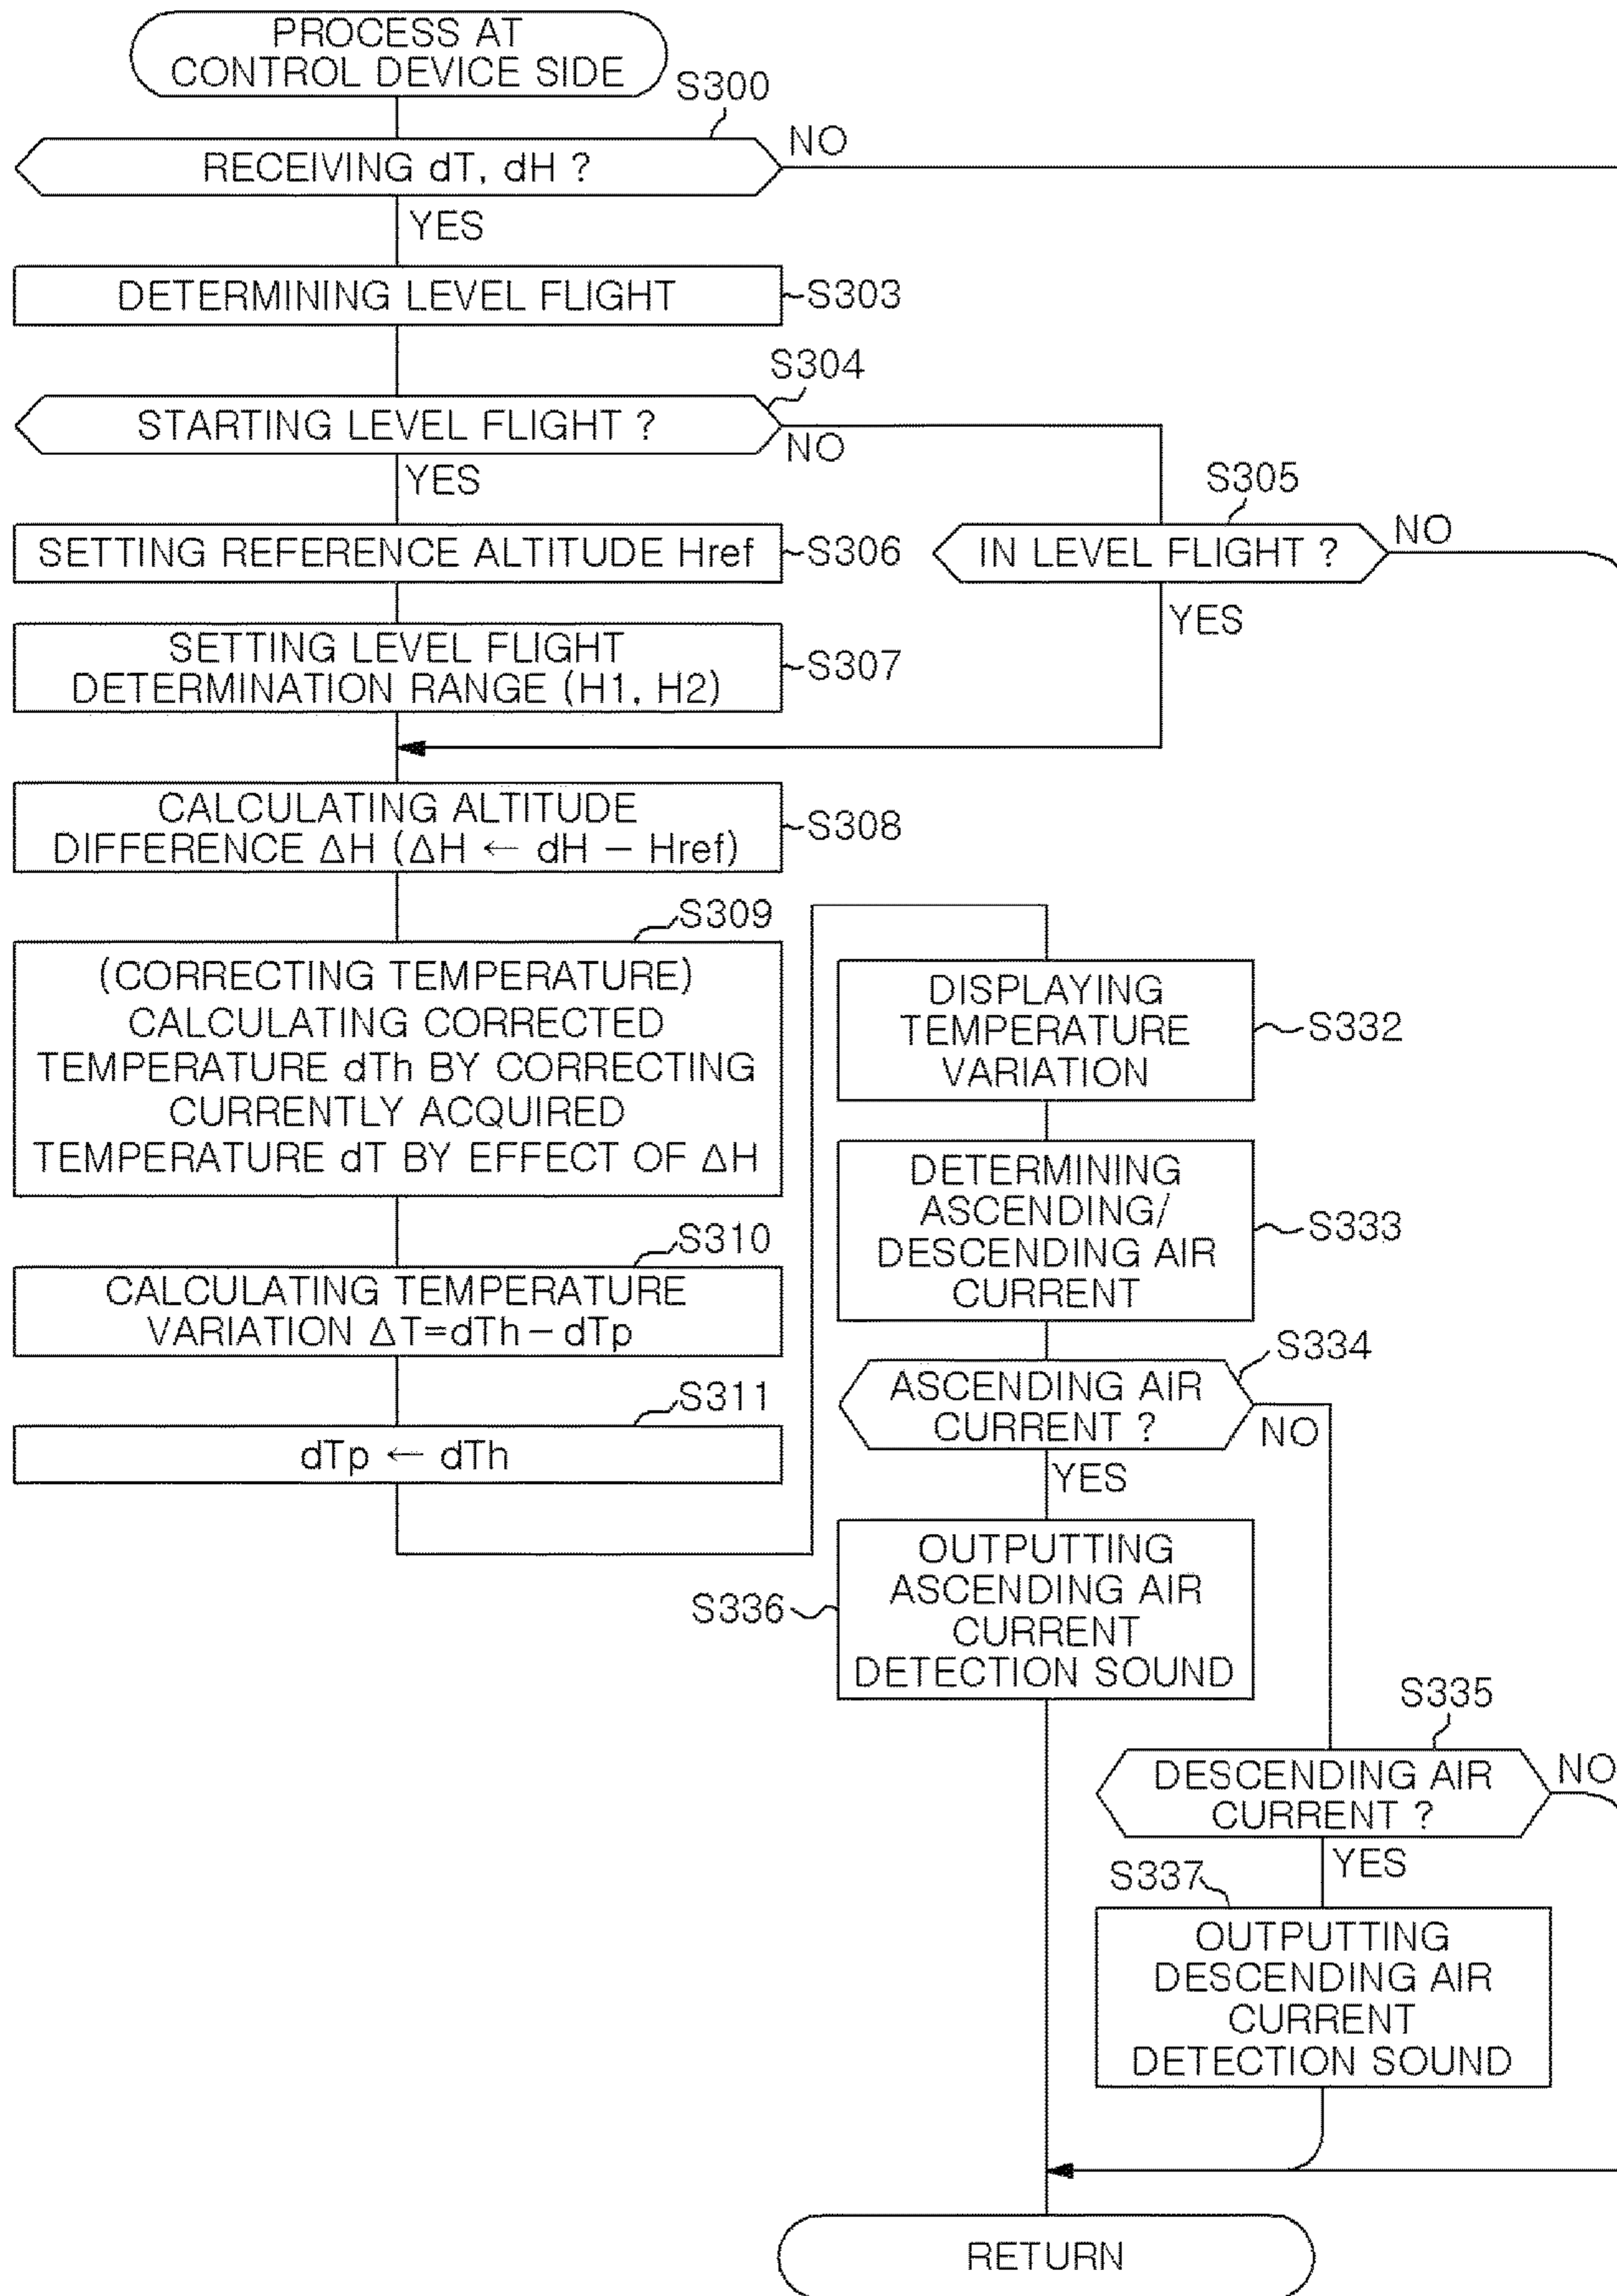 PROCESS AT
CONTROL DEVICE SIDE
S300
RECEIVING dT, dH ?
NO
YES
DETERMINING LEVEL FLIGHT
S303
S304
STARTING LEVEL FLIGHT ?
NO
YES
S305
IN LEVEL FLIGHT ?
NO
YES
SETTING REFERENCE ALTITUDE Href
S306
SETTING LEVEL FLIGHT
DETERMINATION RANGE (H1, H2)
S307
CALCULATING ALTITUDE
DIFFERENCE ΔH (ΔH ← dH − Href)
S308
S309
(CORRECTING TEMPERATURE)
CALCULATING CORRECTED
TEMPERATURE dTh BY CORRECTING
CURRENTLY ACQUIRED
TEMPERATURE dT BY EFFECT OF ΔH
S310
CALCULATING TEMPERATURE
VARIATION ΔT=dTh−dTp
S311
dTp ← dTh
DISPLAYING
TEMPERATURE
VARIATION
S332
DETERMINING
ASCENDING/
DESCENDING AIR
CURRENT
S333
S334
ASCENDING AIR
CURRENT ?
NO
YES
OUTPUTTING
ASCENDING AIR
CURRENT
DETECTION SOUND
S336
S335
DESCENDING AIR
CURRENT ?
NO
YES
S337
OUTPUTTING
DESCENDING AIR
CURRENT
DETECTION SOUND
RETURN